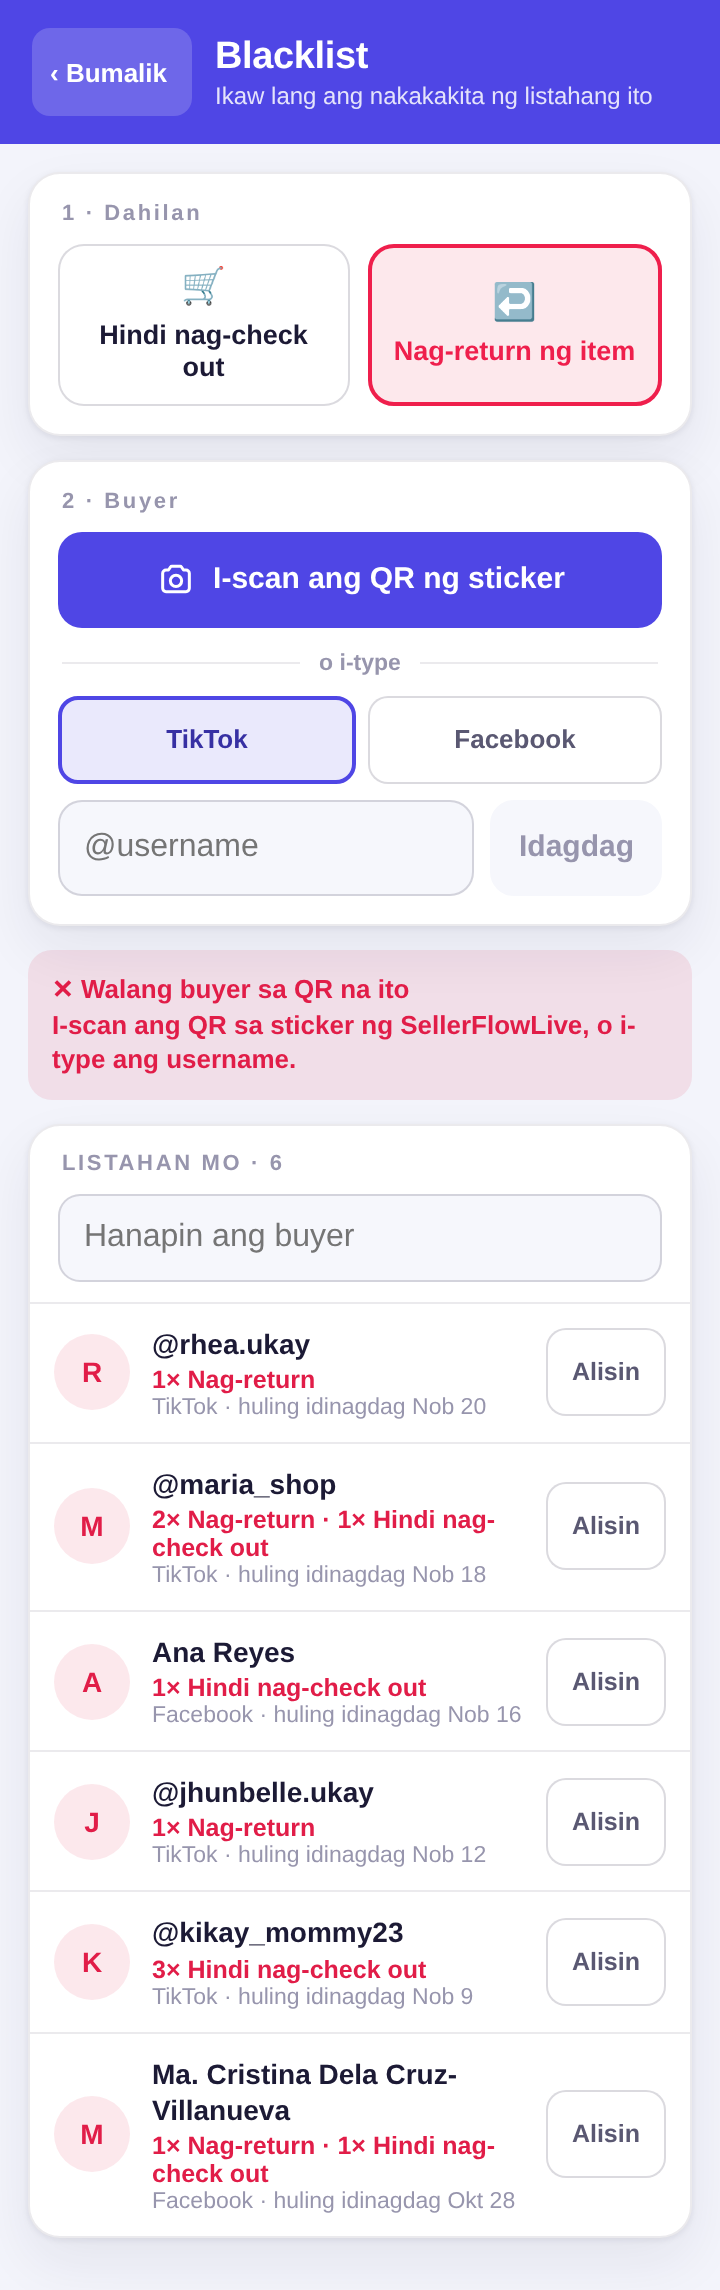 ‹ Bumalik
Blacklist
Ikaw lang ang nakakakita ng listahang ito
1 · Dahilan
Hindi nag-check
out
Nag-return ng item
2 · Buyer
I-scan ang QR ng sticker
o i-type
TikTok
Facebook
@username
Idagdag
✕ Walang buyer sa QR na ito
I-scan ang QR sa sticker ng SellerFlowLive, o i-
type ang username.
LISTAHAN MO · 6
Hanapin ang buyer
R
@rhea.ukay
1× Nag-return
TikTok · huling idinagdag Nob 20
Alisin
M
@maria_shop
2× Nag-return · 1× Hindi nag-
check out
TikTok · huling idinagdag Nob 18
Alisin
A
Ana Reyes
1× Hindi nag-check out
Facebook · huling idinagdag Nob 16
Alisin
J
@jhunbelle.ukay
1× Nag-return
TikTok · huling idinagdag Nob 12
Alisin
K
@kikay_mommy23
3× Hindi nag-check out
TikTok · huling idinagdag Nob 9
Alisin
M
Ma. Cristina Dela Cruz-
Villanueva
1× Nag-return · 1× Hindi nag-
check out
Facebook · huling idinagdag Okt 28
Alisin